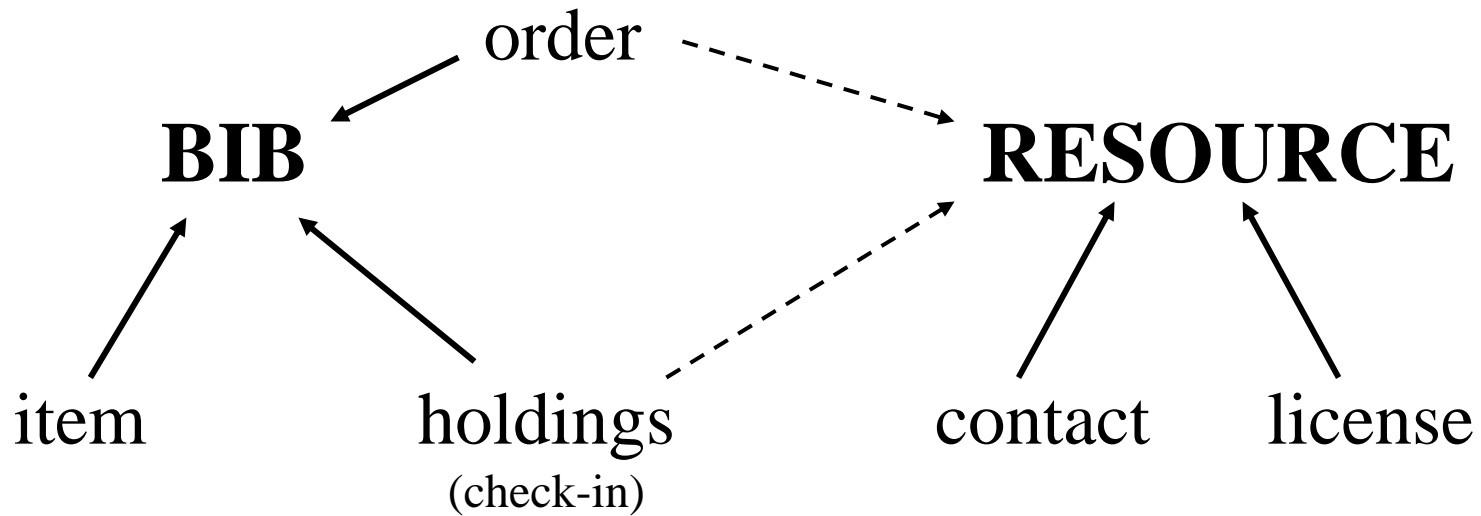 order
BIB
RESOURCE
item
holdings
(check-in)
contact
license